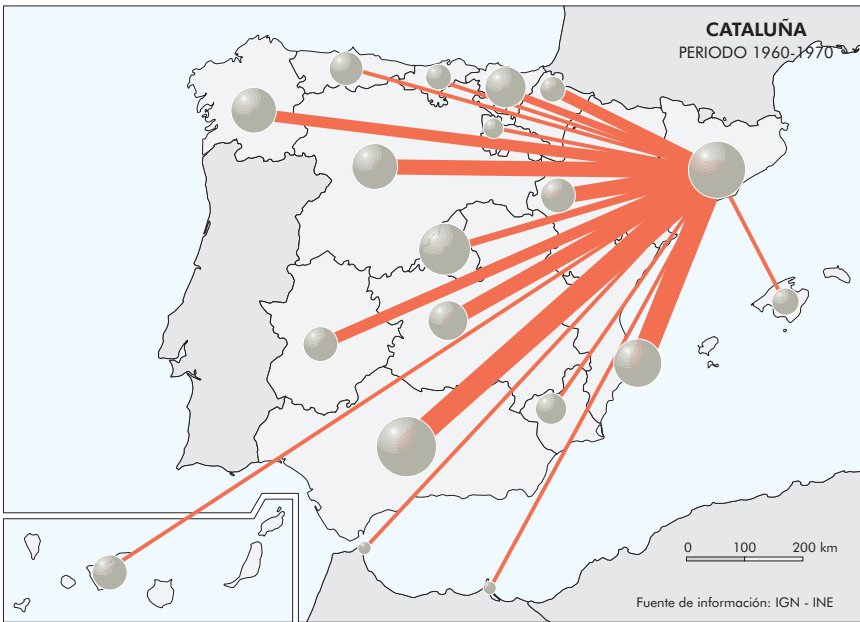 CATALUÑA
PERIODO 1960-1970
0 100 200 km
Fuente de información: IGN - INE